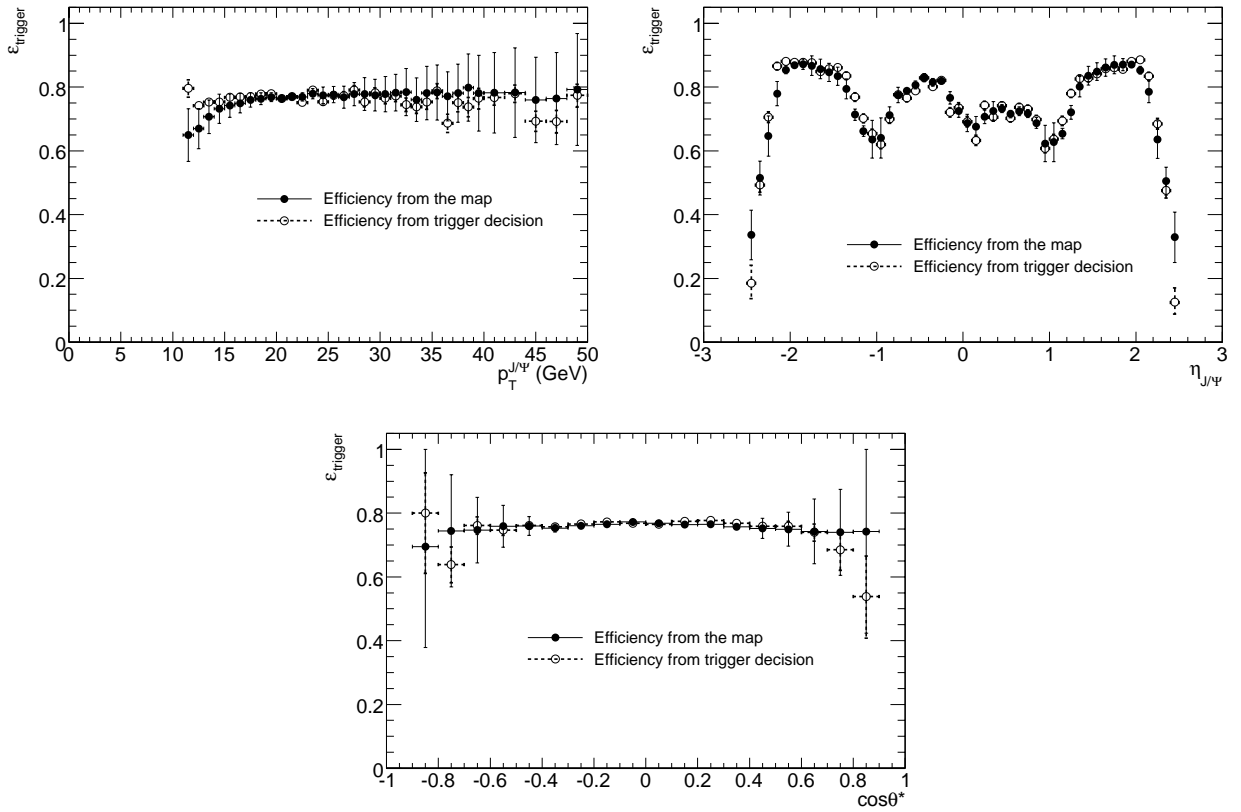 ε_trigger
1
0.8
0.6
0.4
0.2
0
Efficiency from the map
Efficiency from trigger decision
0 5 10 15 20 25 30 35 40 45 50
p_T^{J/Ψ} (GeV)
ε_trigger
1
0.8
0.6
0.4
0.2
0
Efficiency from the map
Efficiency from trigger decision
-3 -2 -1 0 1 2 3
η_{J/Ψ}
ε_trigger
1
0.8
0.6
0.4
0.2
0
Efficiency from the map
Efficiency from trigger decision
-1 -0.8 -0.6 -0.4 -0.2 0 0.2 0.4 0.6 0.8 1
cosθ*